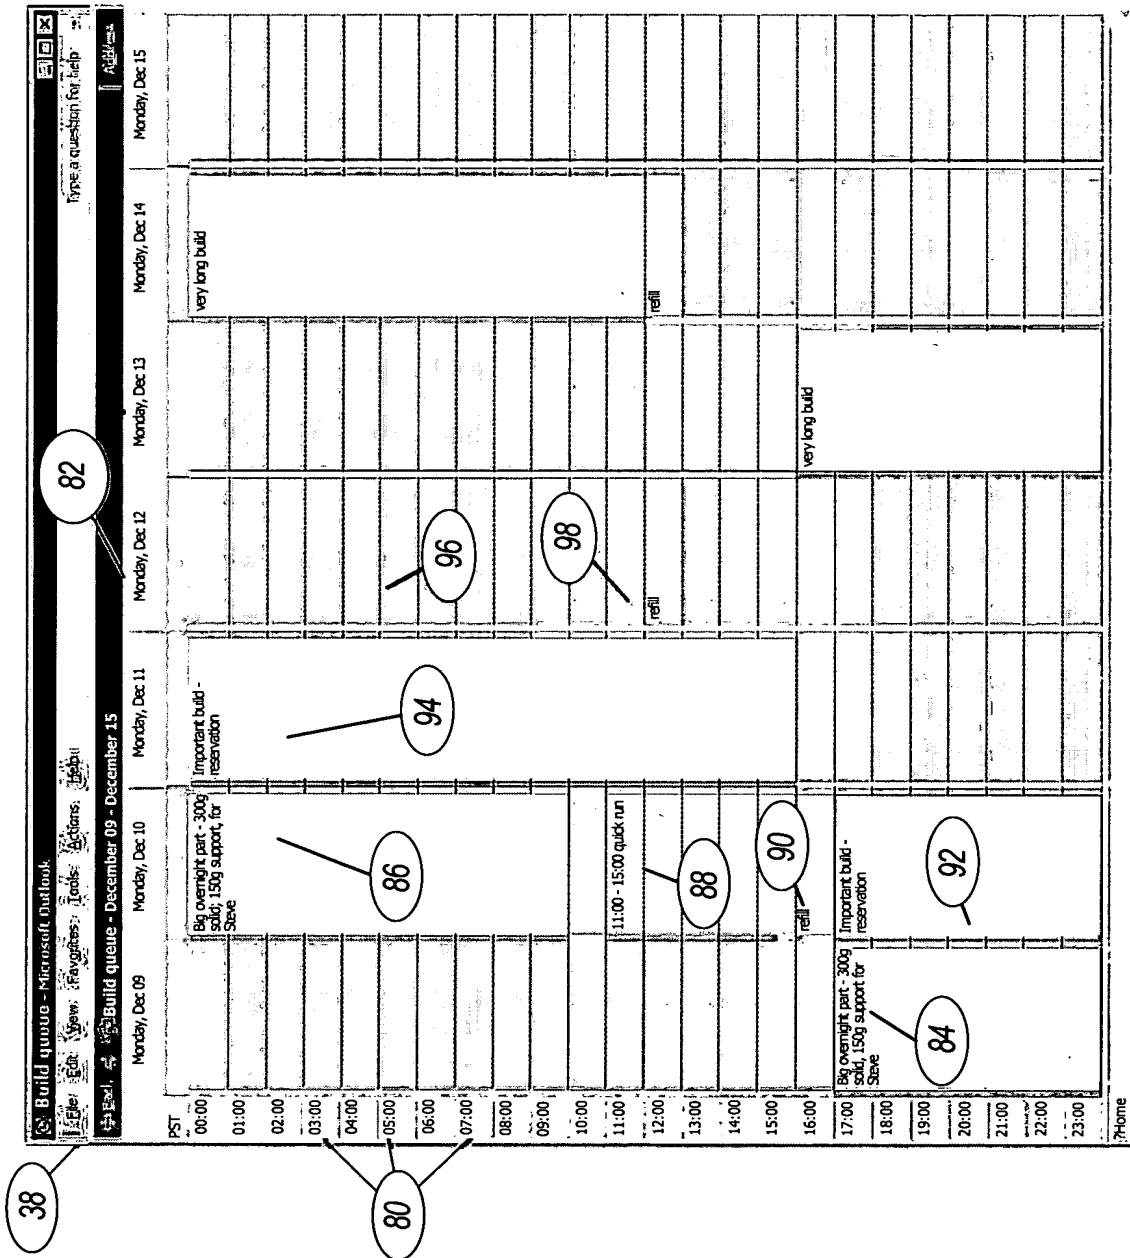 38
Build queue - Microsoft Outlook
File Edit View Favorites Tools Actions Help
Type a question for help
82
Back
Build queue - December 09 - December 15
Monday, Dec 09
Monday, Dec 10
Monday, Dec 11
Monday, Dec 12
Monday, Dec 13
Monday, Dec 14
Monday, Dec 15
PST
00:00
01:00
02:00
03:00
04:00
05:00
06:00
07:00
08:00
09:00
10:00
11:00
12:00
13:00
14:00
15:00
16:00
17:00
18:00
19:00
20:00
21:00
22:00
23:00
80
Big overnight part - 300g
solid, 150g support for
Steve
84
Big overnight part - 300g
solid; 150g support, for
Steve
86
11:00 - 15:00 quick run
88
90
refill
Important build -
reservation
92
Important build -
reservation
94
96
98
refill
very long build
very long build
refill
?Home